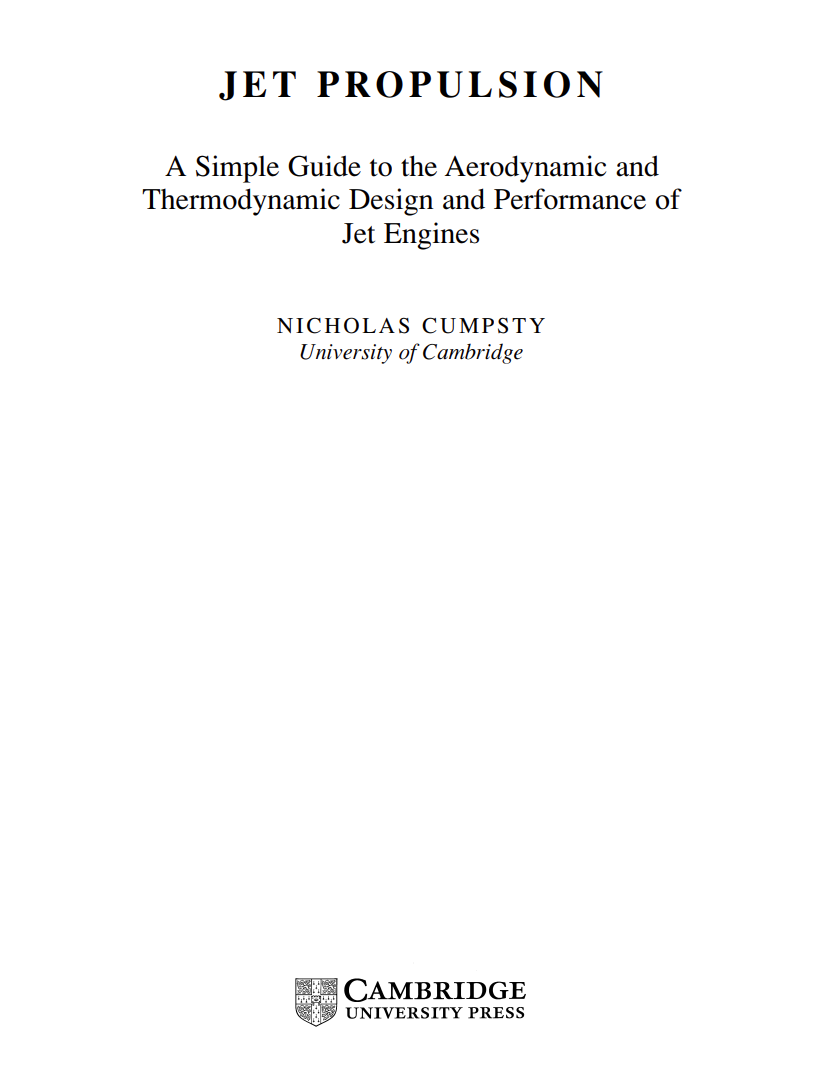 JET PROPULSION
A Simple Guide to the Aerodynamic and
Thermodynamic Design and Performance of
Jet Engines
NICHOLAS CUMPSTY
University of Cambridge
CAMBRIDGE
UNIVERSITY PRESS